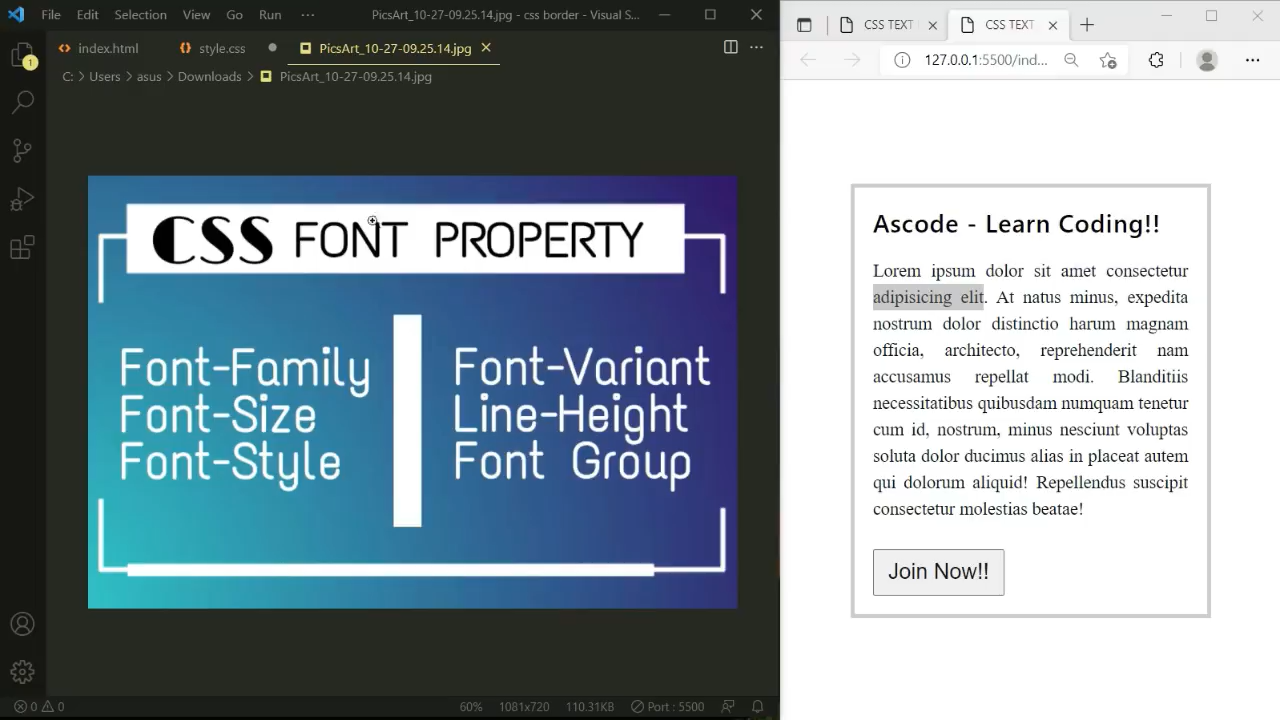 File Edit Selection View Go Run ··· PicsArt_10-27-09.25.14.jpg - css border - Visual S...
index.html style.css PicsArt_10-27-09.25.14.jpg
C: > Users > asus > Downloads > PicsArt_10-27-09.25.14.jpg
1
CSS FONT PROPERTY
Font-Family
Font-Size
Font-Style
Font-Variant
Line-Height
Font Group
0 0 60% 1081x720 110.31KB Port : 5500
CSS TEXT CSS TEXT
127.0.0.1:5500/ind...
Ascode - Learn Coding!!
Lorem ipsum dolor sit amet consectetur
adipisicing elit. At natus minus, expedita
nostrum dolor distinctio harum magnam
officia, architecto, reprehenderit nam
accusamus repellat modi. Blanditiis
necessitatibus quibusdam numquam tenetur
cum id, nostrum, minus nesciunt voluptas
soluta dolor ducimus alias in placeat autem
qui dolorum aliquid! Repellendus suscipit
consectetur molestias beatae!
Join Now!!